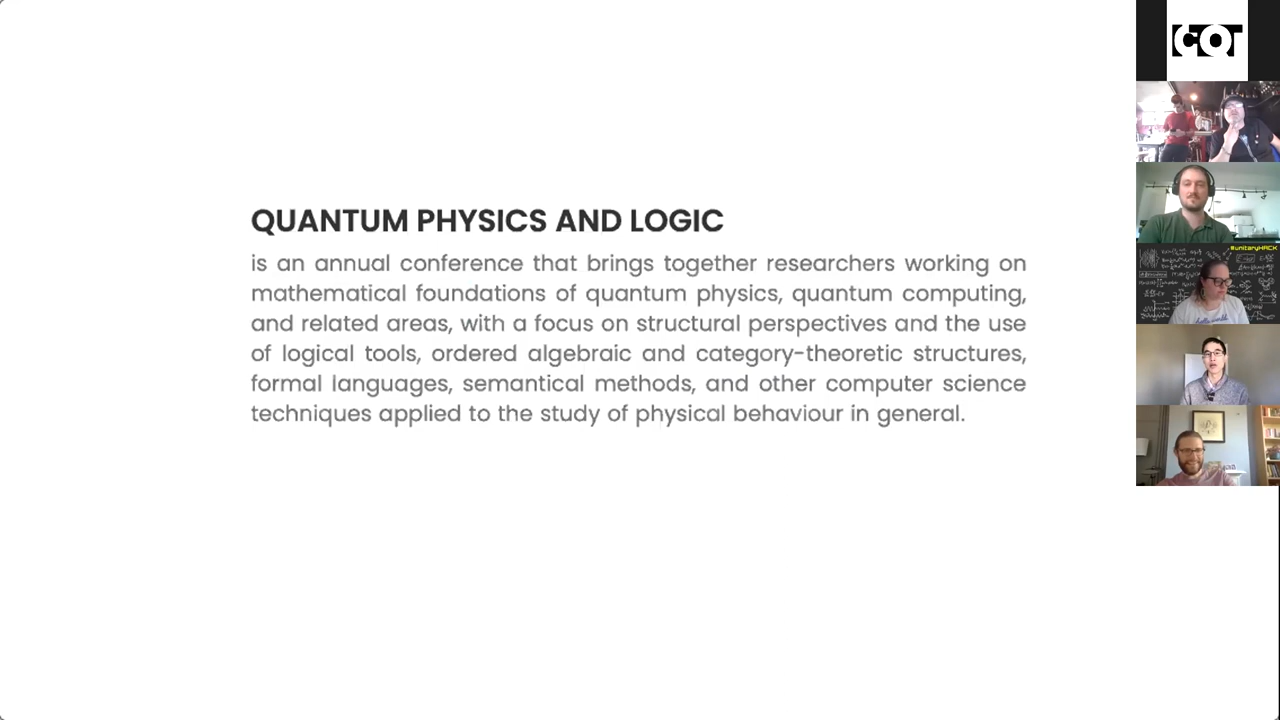 QUANTUM PHYSICS AND LOGIC
is an annual conference that brings together researchers working on
mathematical foundations of quantum physics, quantum computing,
and related areas, with a focus on structural perspectives and the use
of logical tools, ordered algebraic and category-theoretic structures,
formal languages, semantical methods, and other computer science
techniques applied to the study of physical behaviour in general.
CQT
#unitaryHACK